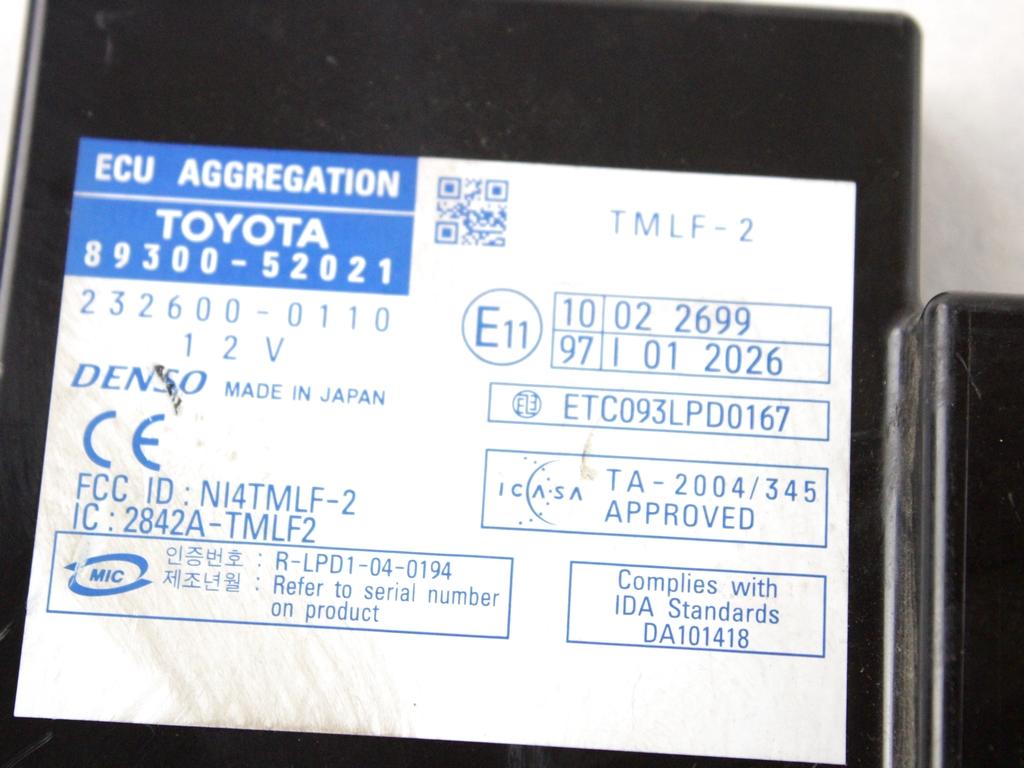 ECU AGGREGATION
TOYOTA
89300-52021
232600-0110
12V
DENSO MADE IN JAPAN
CE
FCC ID : NI4TMLF-2
IC : 2842A-TMLF2
MIC
인증번호 : R-LPD1-04-0194
제조년월 : Refer to serial number
on product
TMLF-2
E11
10 02 2699
97 I 01 2026
ETC093LPD0167
ICASA TA-2004/345
APPROVED
Complies with
IDA Standards
DA101418